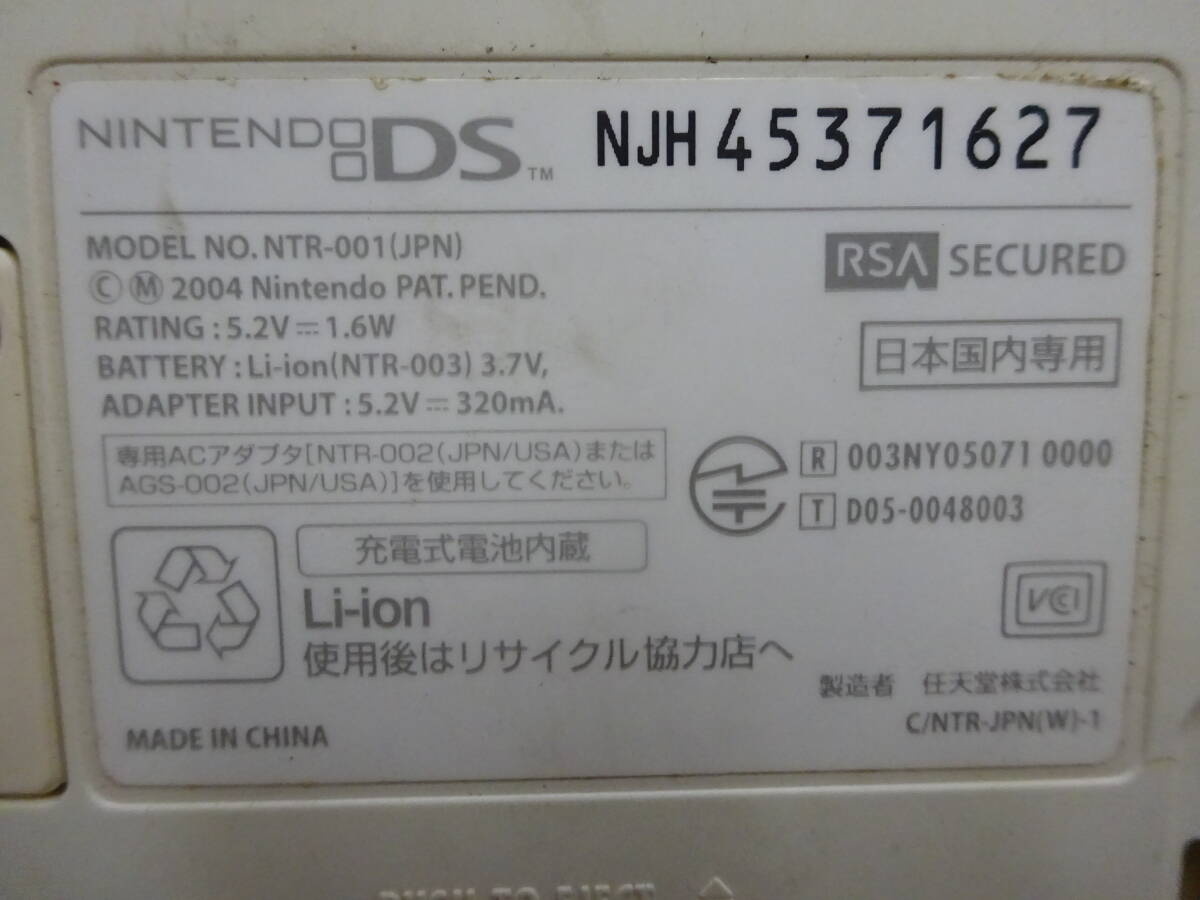 NINTENDO DS™ NJH45371627
MODEL NO. NTR-001(JPN)
Ⓒ Ⓜ 2004 Nintendo PAT. PEND.
RATING : 5.2V⎓1.6W
BATTERY : Li-ion(NTR-003) 3.7V,
ADAPTER INPUT : 5.2V⎓320mA.
RSA SECURED
日本国内専用
専用ACアダプタ[NTR-002(JPN/USA)または
AGS-002(JPN/USA)]を使用してください。
R 003NY05071 0000
T D05-0048003
充電式電池内蔵
Li-ion
使用後はリサイクル協力店へ
VCCI
製造者 任天堂株式会社
C/NTR-JPN(W)-1
MADE IN CHINA
PUSH TO EJECT